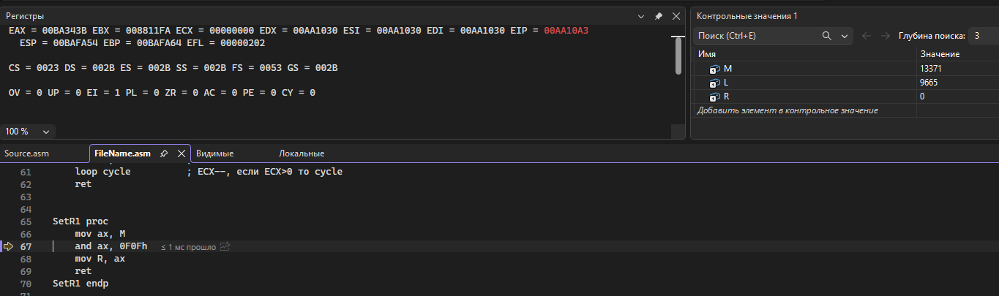 Регистры
EAX = 00BA343B EBX = 008811FA ECX = 00000000 EDX = 00AA1030 ESI = 00AA1030 EDI = 00AA1030 EIP = 00AA10A3
ESP = 00BAFA54 EBP = 00BAFA64 EFL = 00000202
CS = 0023 DS = 002B ES = 002B SS = 002B FS = 0053 GS = 002B
OV = 0 UP = 0 EI = 1 PL = 0 ZR = 0 AC = 0 PE = 0 CY = 0
100 %
Контрольные значения 1
Поиск (Ctrl+E) Глубина поиска: 3
Имя Значение
M 13371
L 9665
R 0
Добавить элемент в контрольное значение
Source.asm FileName.asm Видимые Локальные
61 loop cycle ; ECX--, если ECX>0 то cycle
62 ret
63
64
65 SetR1 proc
66 mov ax, M
67 and ax, 0F0Fh ≤ 1 мс прошло
68 mov R, ax
69 ret
70 SetR1 endp